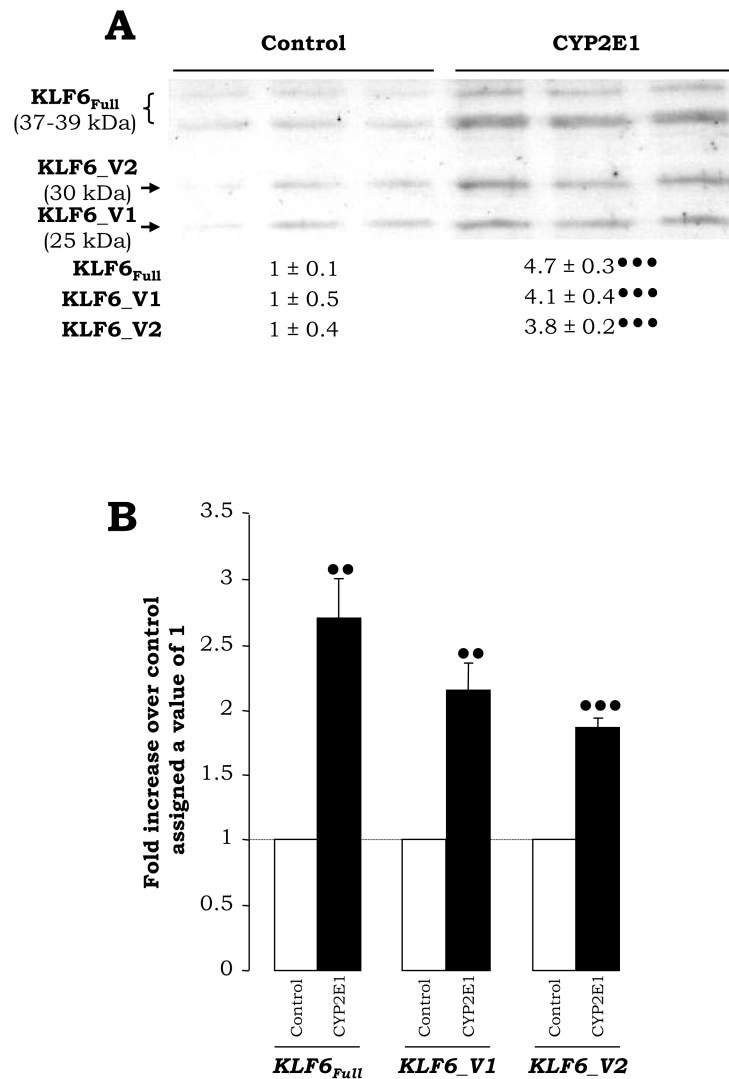 A
Control CYP2E1
KLF6Full
(37-39 kDa)
KLF6_V2
(30 kDa)
KLF6_V1
(25 kDa)
KLF6Full 1 ± 0.1 4.7 ± 0.3•••
KLF6_V1 1 ± 0.5 4.1 ± 0.4•••
KLF6_V2 1 ± 0.4 3.8 ± 0.2•••
B
Fold increase over control
assigned a value of 1
3.5
3
2.5
2
1.5
1
0.5
0
••
••
•••
Control CYP2E1 Control CYP2E1 Control CYP2E1
KLF6Full KLF6_V1 KLF6_V2